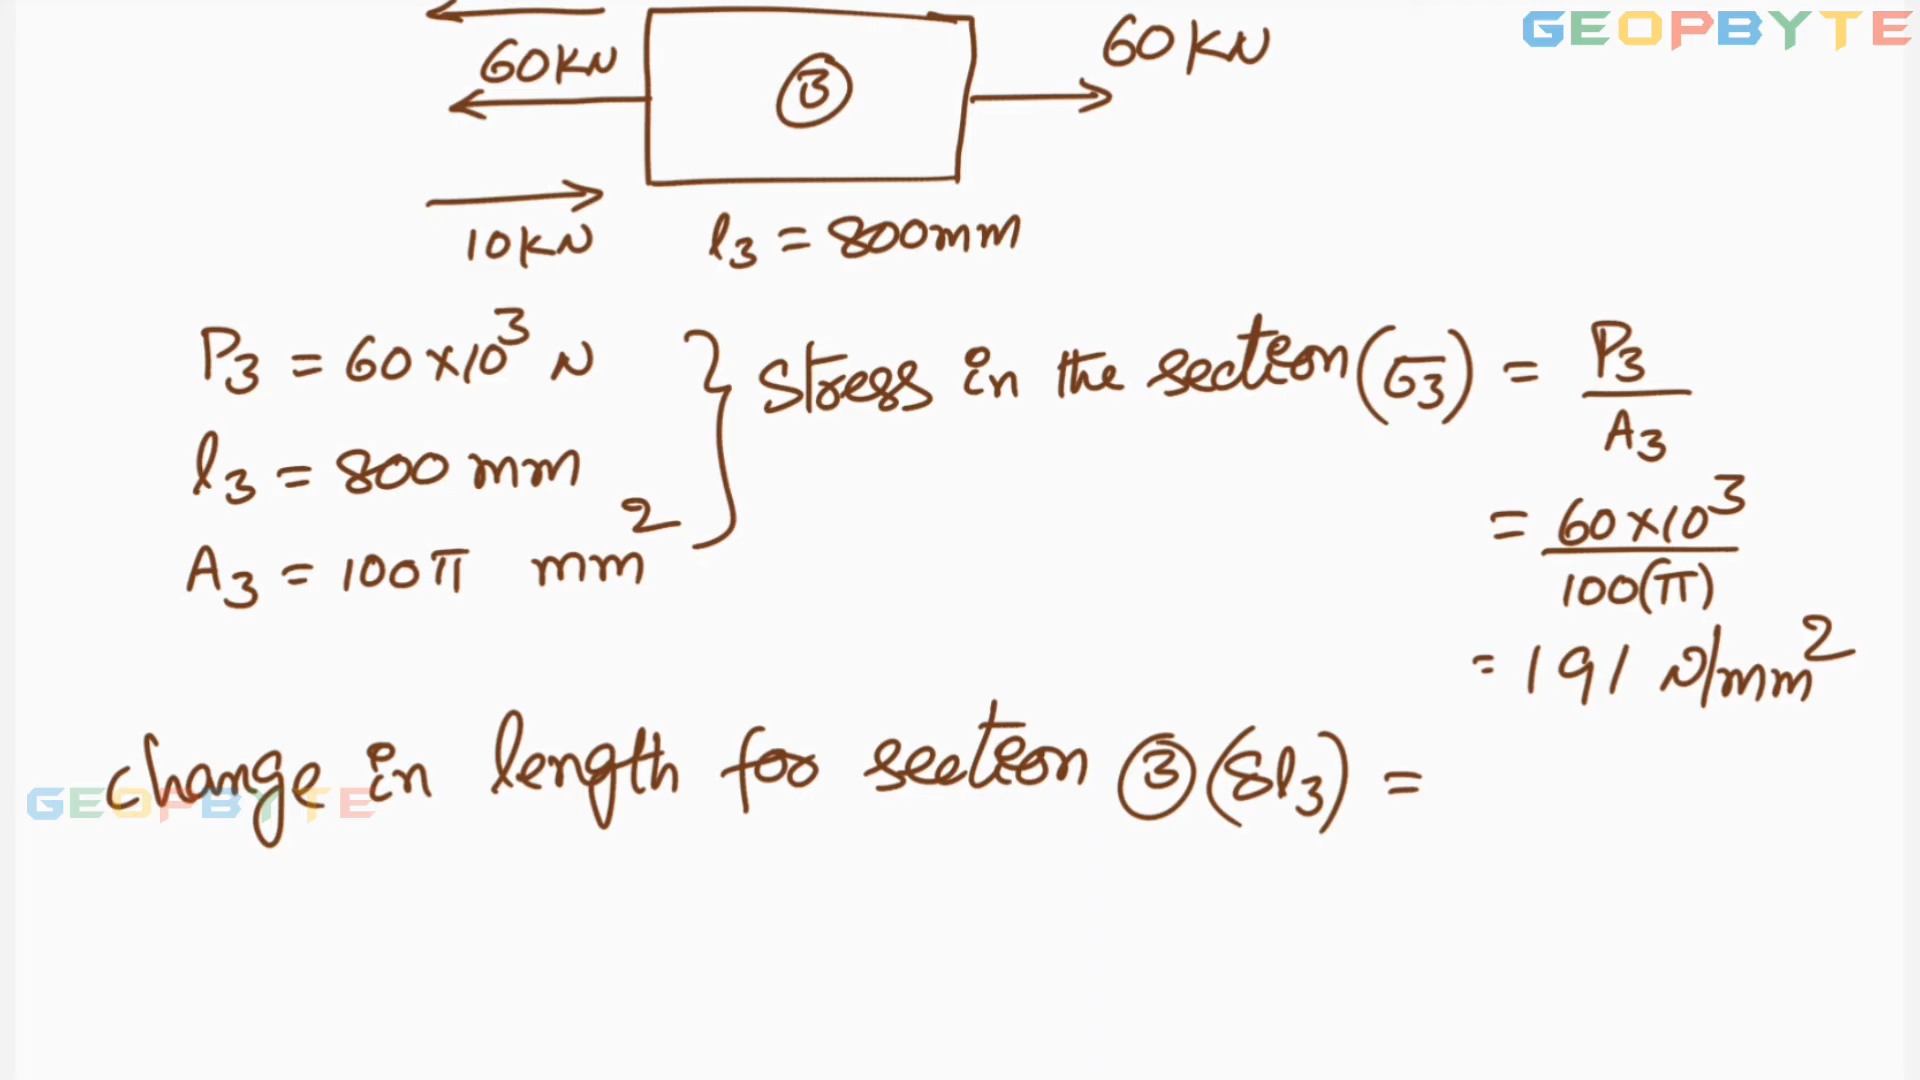 GEOPBYTE
60KN
60KN
3
10KN
l3 = 800mm
P3 = 60×10^3 N
l3 = 800 mm
A3 = 100π mm^2
Stress in the section (σ3) = P3/A3
= 60×10^3/100(π)
= 191 N/mm^2
Change in length for section 3 (δl3) =
GEOPBYTE